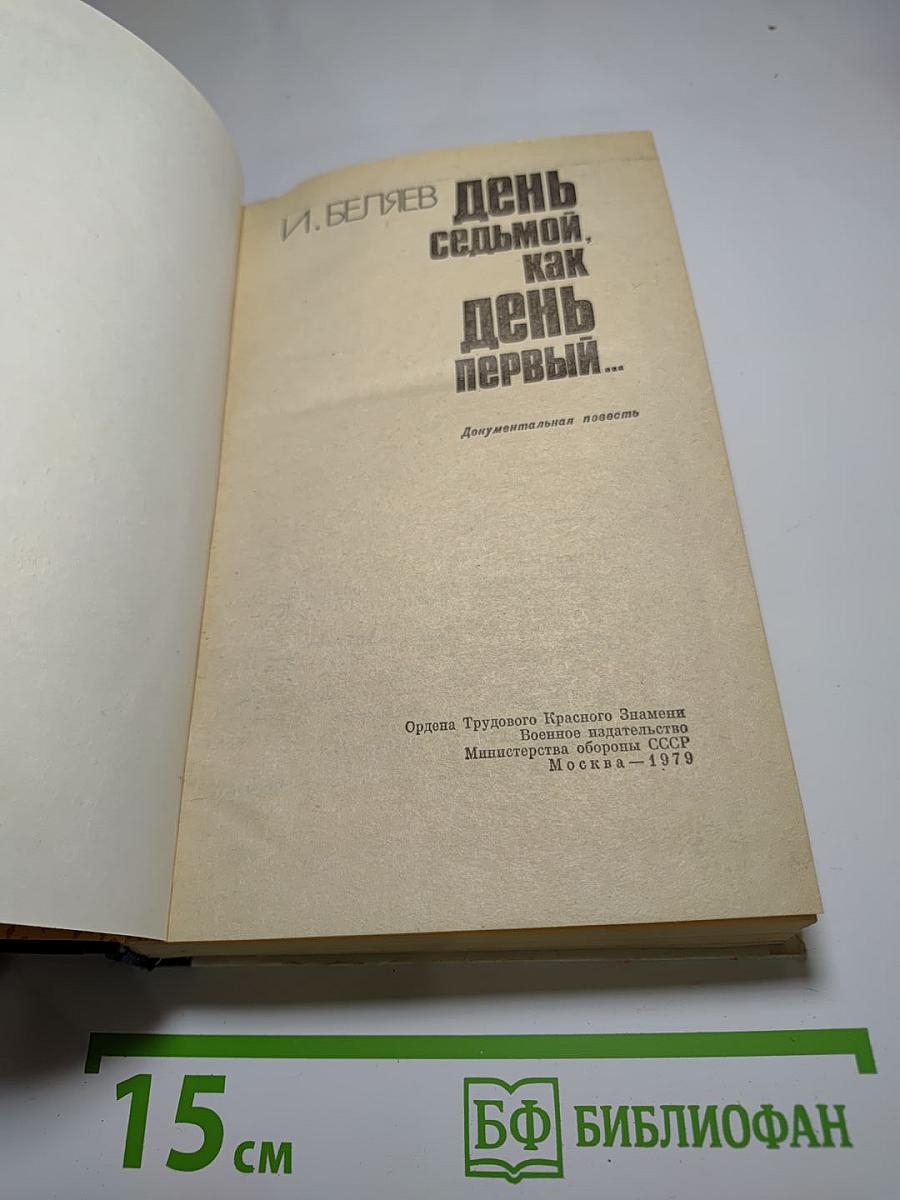 И. БЕЛЯЕВ
ДЕНЬ
СЕДЬМОЙ,
КАК
ДЕНЬ
ПЕРВЫЙ...
Документальная повесть
Ордена Трудового Красного Знамени
Военное издательство
Министерства обороны СССР
Москва — 1979
15 см
БФ БИБЛИОФАН